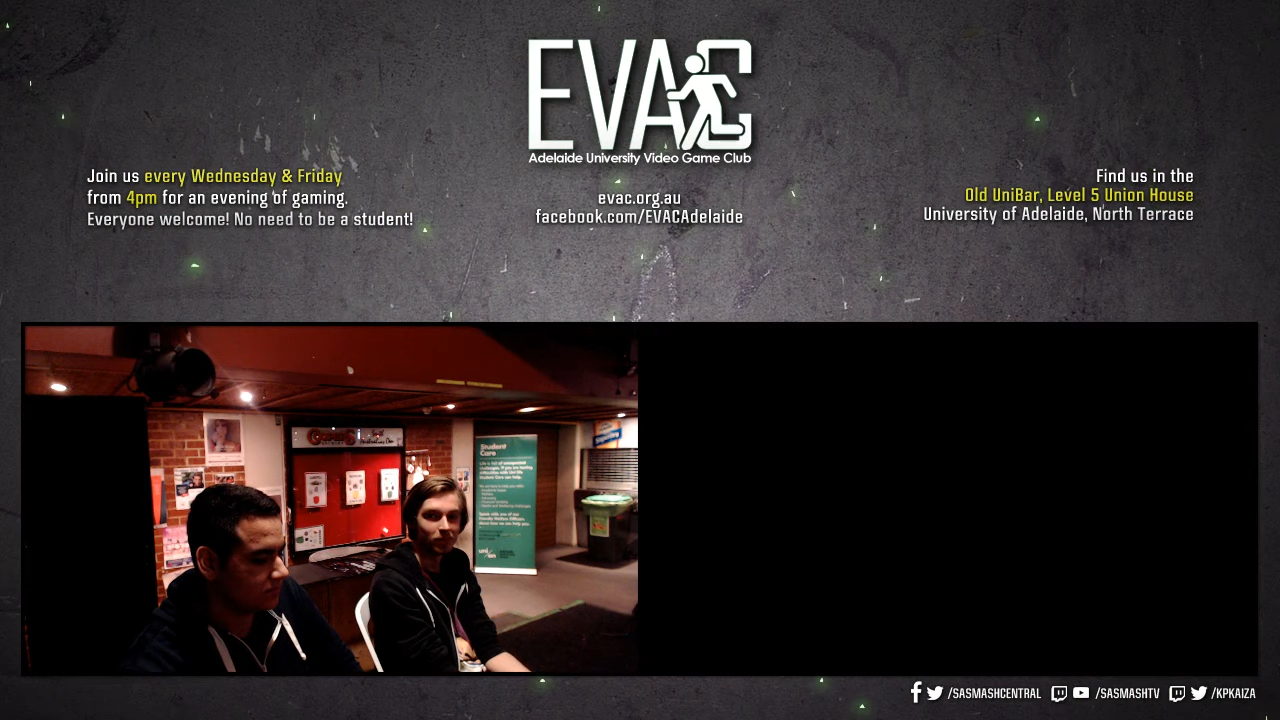 EVAC
Adelaide University Video Game Club
Join us every Wednesday & Friday
from 4pm for an evening of gaming.
Everyone welcome! No need to be a student!
evac.org.au
facebook.com/EVACAdelaide
Find us in the
Old UniBar, Level 5 Union House
University of Adelaide, North Terrace
Student
Care
/SASMASHCENTRAL
/SASMASHTV
/KPKAIZA